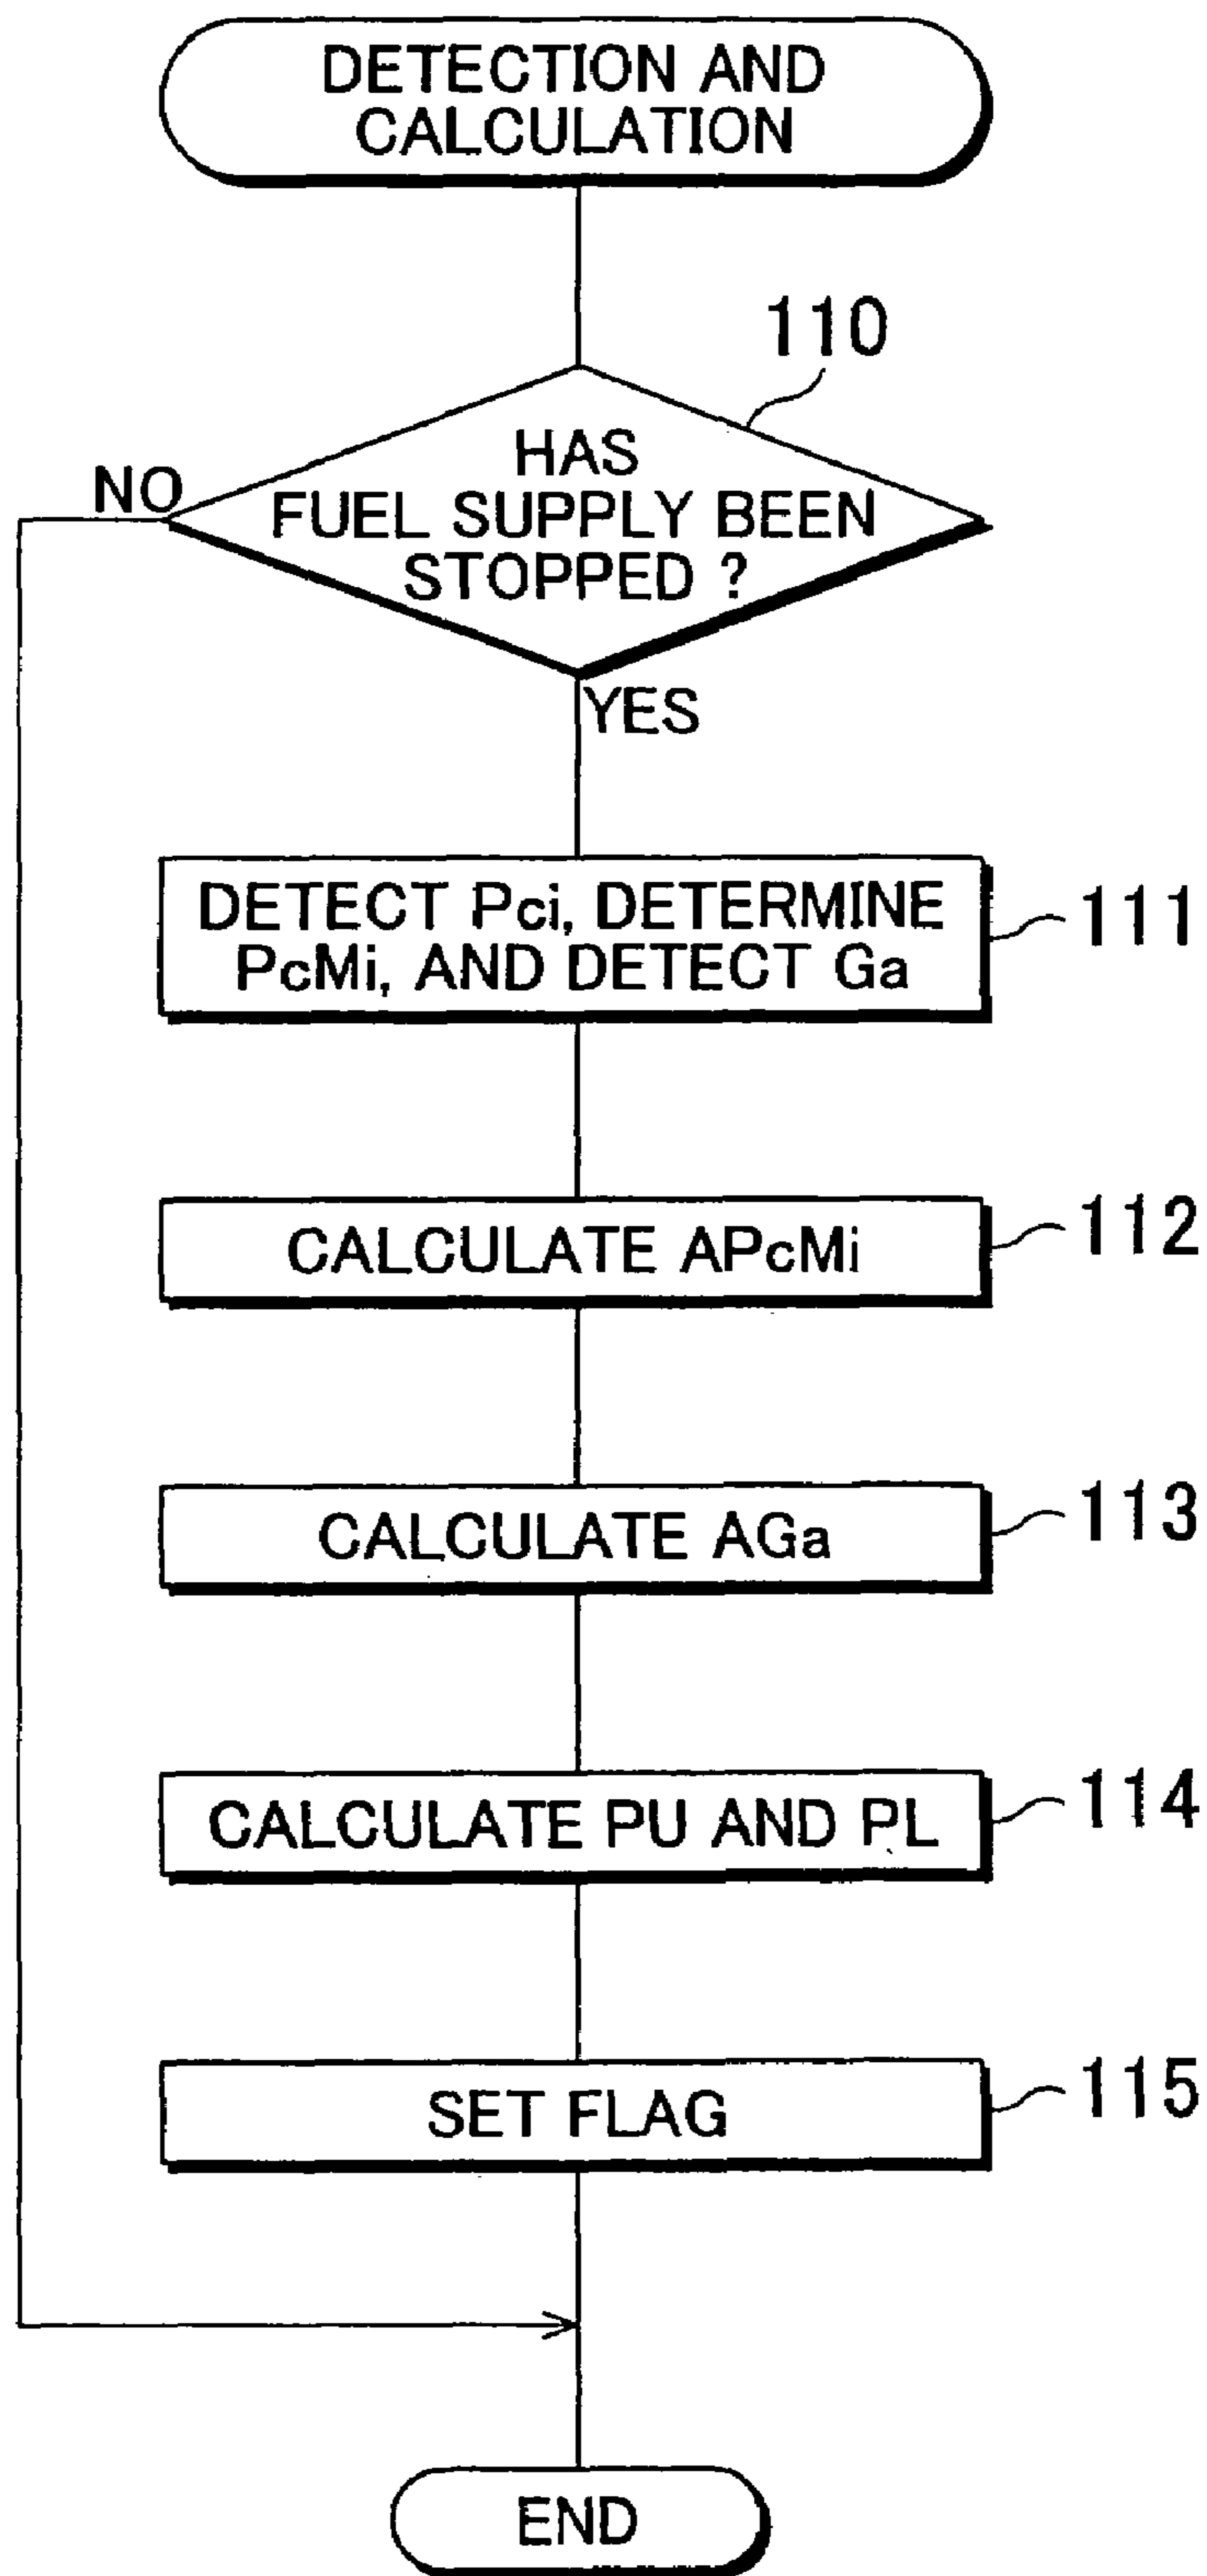 DETECTION AND
CALCULATION
110
HAS
FUEL SUPPLY BEEN
STOPPED ?
NO
YES
DETECT Pci, DETERMINE
PcMi, AND DETECT Ga
111
CALCULATE APcMi
112
CALCULATE AGa
113
CALCULATE PU AND PL
114
SET FLAG
115
END